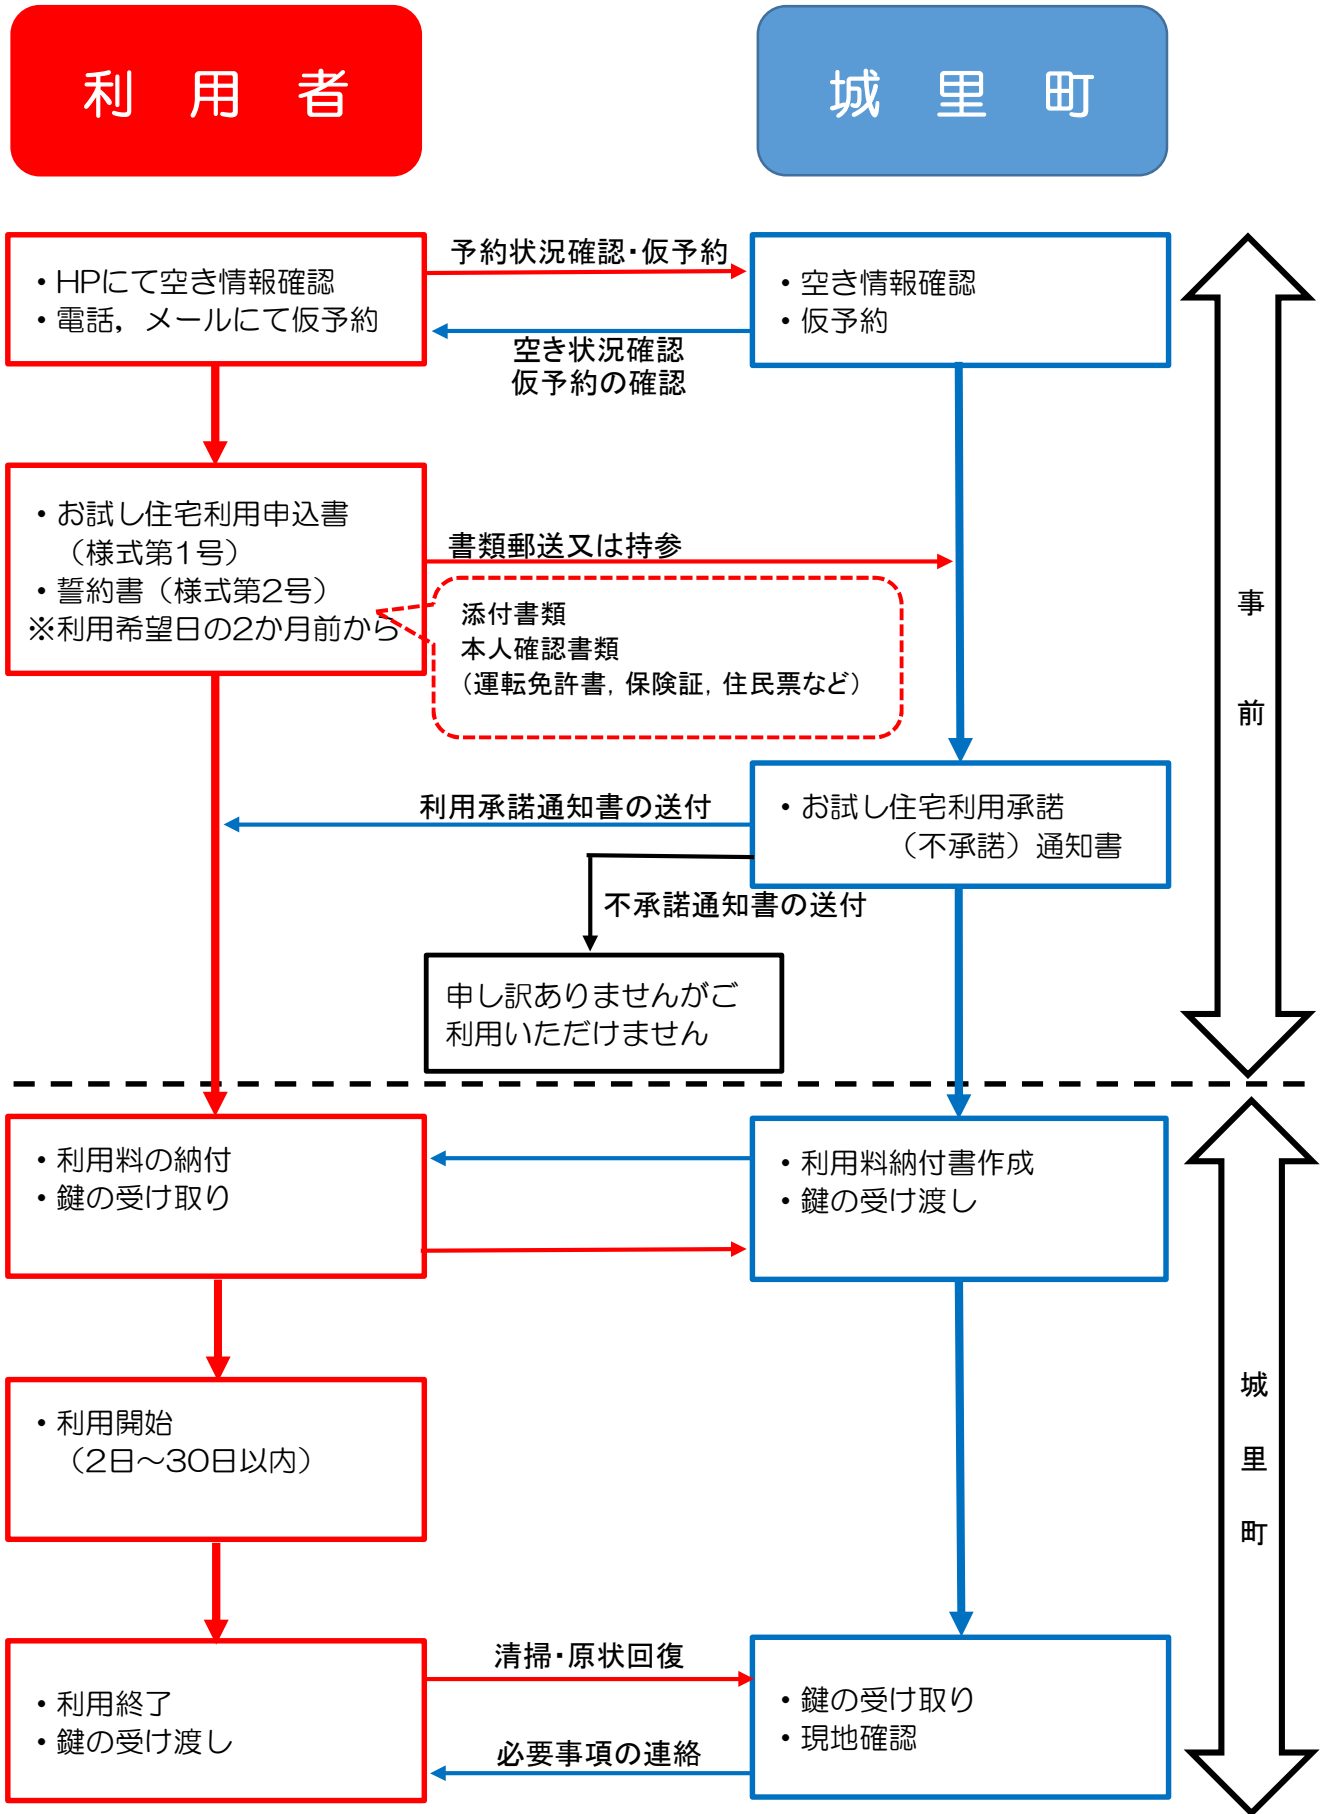 利用者
城里町
・HPにて空き情報確認
・電話，メールにて仮予約
予約状況確認・仮予約
空き状況確認
仮予約の確認
・空き情報確認
・仮予約
・お試し住宅利用申込書
（様式第1号）
・誓約書（様式第2号）
※利用希望日の2か月前から
書類郵送又は持参
添付書類
本人確認書類
（運転免許書，保険証，住民票など）
事前
利用承諾通知書の送付
・お試し住宅利用承諾
（不承諾）通知書
不承諾通知書の送付
申し訳ありませんがご
利用いただけません
・利用料の納付
・鍵の受け取り
・利用料納付書作成
・鍵の受け渡し
・利用開始
（2日～30日以内）
城里町
・利用終了
・鍵の受け渡し
清掃・原状回復
必要事項の連絡
・鍵の受け取り
・現地確認